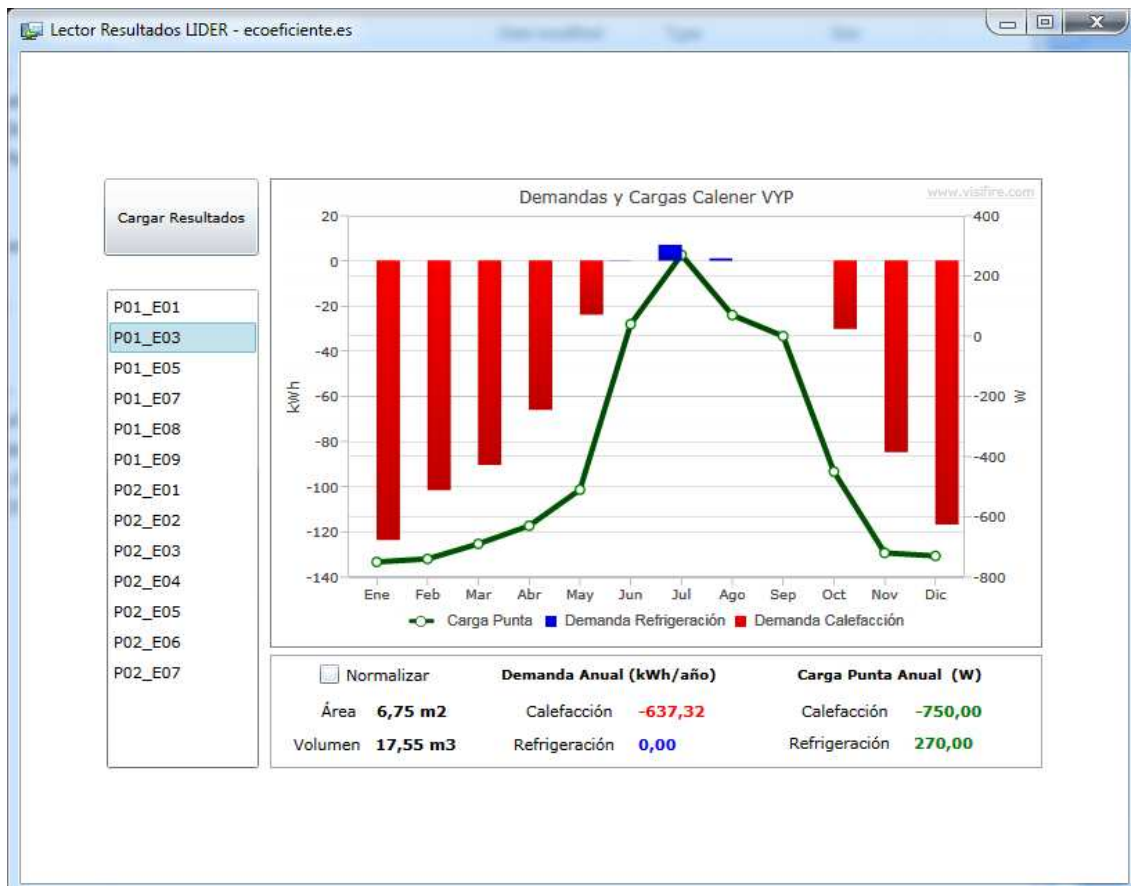 Lector Resultados LIDER - ecoeficiente.es
Cargar Resultados
P01_E01
P01_E03
P01_E05
P01_E07
P01_E08
P01_E09
P02_E01
P02_E02
P02_E03
P02_E04
P02_E05
P02_E06
P02_E07
Demandas y Cargas Calener VYP
www.visifire.com
20
0
-20
-40
-60
-80
-100
-120
-140
kWh
400
200
0
-200
-400
-600
-800
W
Ene Feb Mar Abr May Jun Jul Ago Sep Oct Nov Dic
Carga Punta Demanda Refrigeración Demanda Calefacción
Normalizar Demanda Anual (kWh/año) Carga Punta Anual (W)
Área 6,75 m2 Calefacción -637,32 Calefacción -750,00
Volumen 17,55 m3 Refrigeración 0,00 Refrigeración 270,00